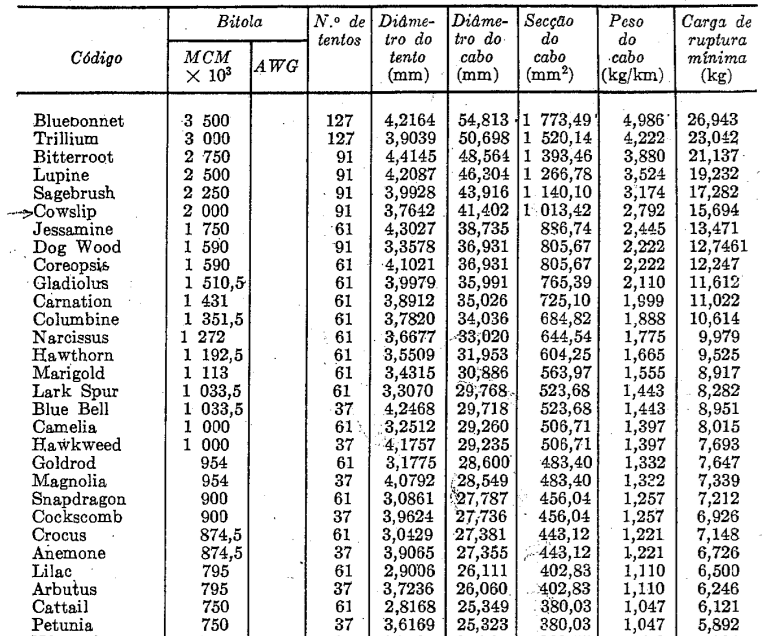 Código Bitola N.º de tentos Diâme- tro do tento (mm) Diâme- tro do cabo (mm) Secção do cabo (mm²) Peso do cabo (kg/km) Carga de ruptura mínima (kg)
MCM × 10³ AWG
Bluebonnet 3 500 127 4,2164 54,813 1 773,49 4,986 26,943
Trillium 3 000 127 3,9039 50,698 1 520,14 4,222 23,042
Bitterroot 2 750 91 4,4145 48,564 1 393,46 3,880 21,137
Lupine 2 500 91 4,2087 46,304 1 266,78 3,524 19,232
Sagebrush 2 250 91 3,9928 43,916 1 140,10 3,174 17,282
Cowslip 2 000 91 3,7642 41,402 1 013,42 2,792 15,694
Jessamine 1 750 61 4,3027 38,735 886,74 2,445 13,471
Dog Wood 1 590 91 3,3578 36,931 805,67 2,222 12,7461
Coreopsis 1 590 61 4,1021 36,931 805,67 2,222 12,247
Gladiolus 1 510,5 61 3,9979 35,991 765,39 2,110 11,612
Carnation 1 431 61 3,8912 35,026 725,10 1,999 11,022
Columbine 1 351,5 61 3,7820 34,036 684,82 1,888 10,614
Narcissus 1 272 61 3,6677 33,020 644,54 1,775 9,979
Hawthorn 1 192,5 61 3,5509 31,953 604,25 1,665 9,525
Marigold 1 113 61 3,4315 30,886 563,97 1,555 8,917
Lark Spur 1 033,5 61 3,3070 29,768 523,68 1,443 8,282
Blue Bell 1 033,5 37 4,2468 29,718 523,68 1,443 8,951
Camelia 1 000 61 3,2512 29,260 506,71 1,397 8,015
Hawkweed 1 000 37 4,1757 29,235 506,71 1,397 7,693
Goldrod 954 61 3,1775 28,600 483,40 1,332 7,647
Magnolia 954 37 4,0792 28,549 483,40 1,332 7,339
Snapdragon 900 61 3,0861 27,787 456,04 1,257 7,212
Cockscomb 900 37 3,9624 27,736 456,04 1,257 6,926
Crocus 874,5 61 3,0429 27,381 443,12 1,221 7,148
Anemone 874,5 37 3,9065 27,355 443,12 1,221 6,726
Lilac 795 61 2,9006 26,111 402,83 1,110 6,500
Arbutus 795 37 3,7236 26,060 402,83 1,110 6,246
Cattail 750 61 2,8168 25,349 380,03 1,047 6,121
Petunia 750 37 3,6169 25,323 380,03 1,047 5,892